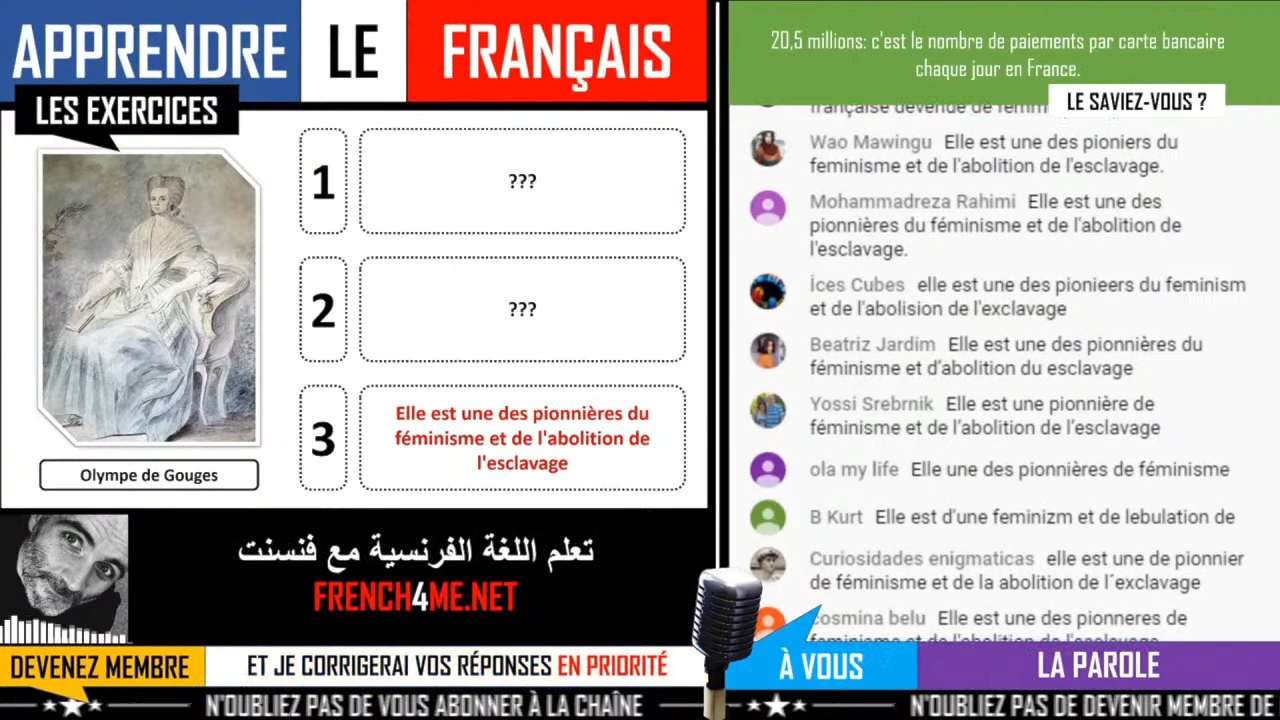 APPRENDRE LE FRANÇAIS
LES EXERCICES
1
???
2
???
3
Elle est une des pionnières du
féminisme et de l'abolition de
l'esclavage
Olympe de Gouges
تعلم اللغة الفرنسية مع فنسنت
FRENCH4ME.NET
DEVENEZ MEMBRE
ET JE CORRIGERAI VOS RÉPONSES EN PRIORITÉ
N'OUBLIEZ PAS DE VOUS ABONNER À LA CHAÎNE
20,5 millions: c'est le nombre de paiements par carte bancaire
chaque jour en France.
LE SAVIEZ-VOUS ?
Wao Mawingu Elle est une des pioniers du
feminisme et de l'abolition de l'esclavage.
Mohammadreza Rahimi Elle est une des
pionnières du féminisme et de l'abolition de
l'esclavage.
İces Cubes elle est une des pionieers du feminism
et de l'abolision de l'exclavage
Beatriz Jardim Elle est une des pionnières du
féminisme et d'abolition du esclavage
Yossi Srebrnik Elle est une pionnière de
féminisme et de l'abolition de l'esclavage
ola my life Elle une des pionnières de féminisme
B Kurt Elle est d'une feminizm et de lebulation de
Curiosidades enigmaticas elle est une de pionnier
de féminisme et de la abolition de l´exclavage
cosmina belu Elle est une des pionneres de
À VOUS
LA PAROLE
N'OUBLIEZ PAS DE DEVENIR MEMBRE DE